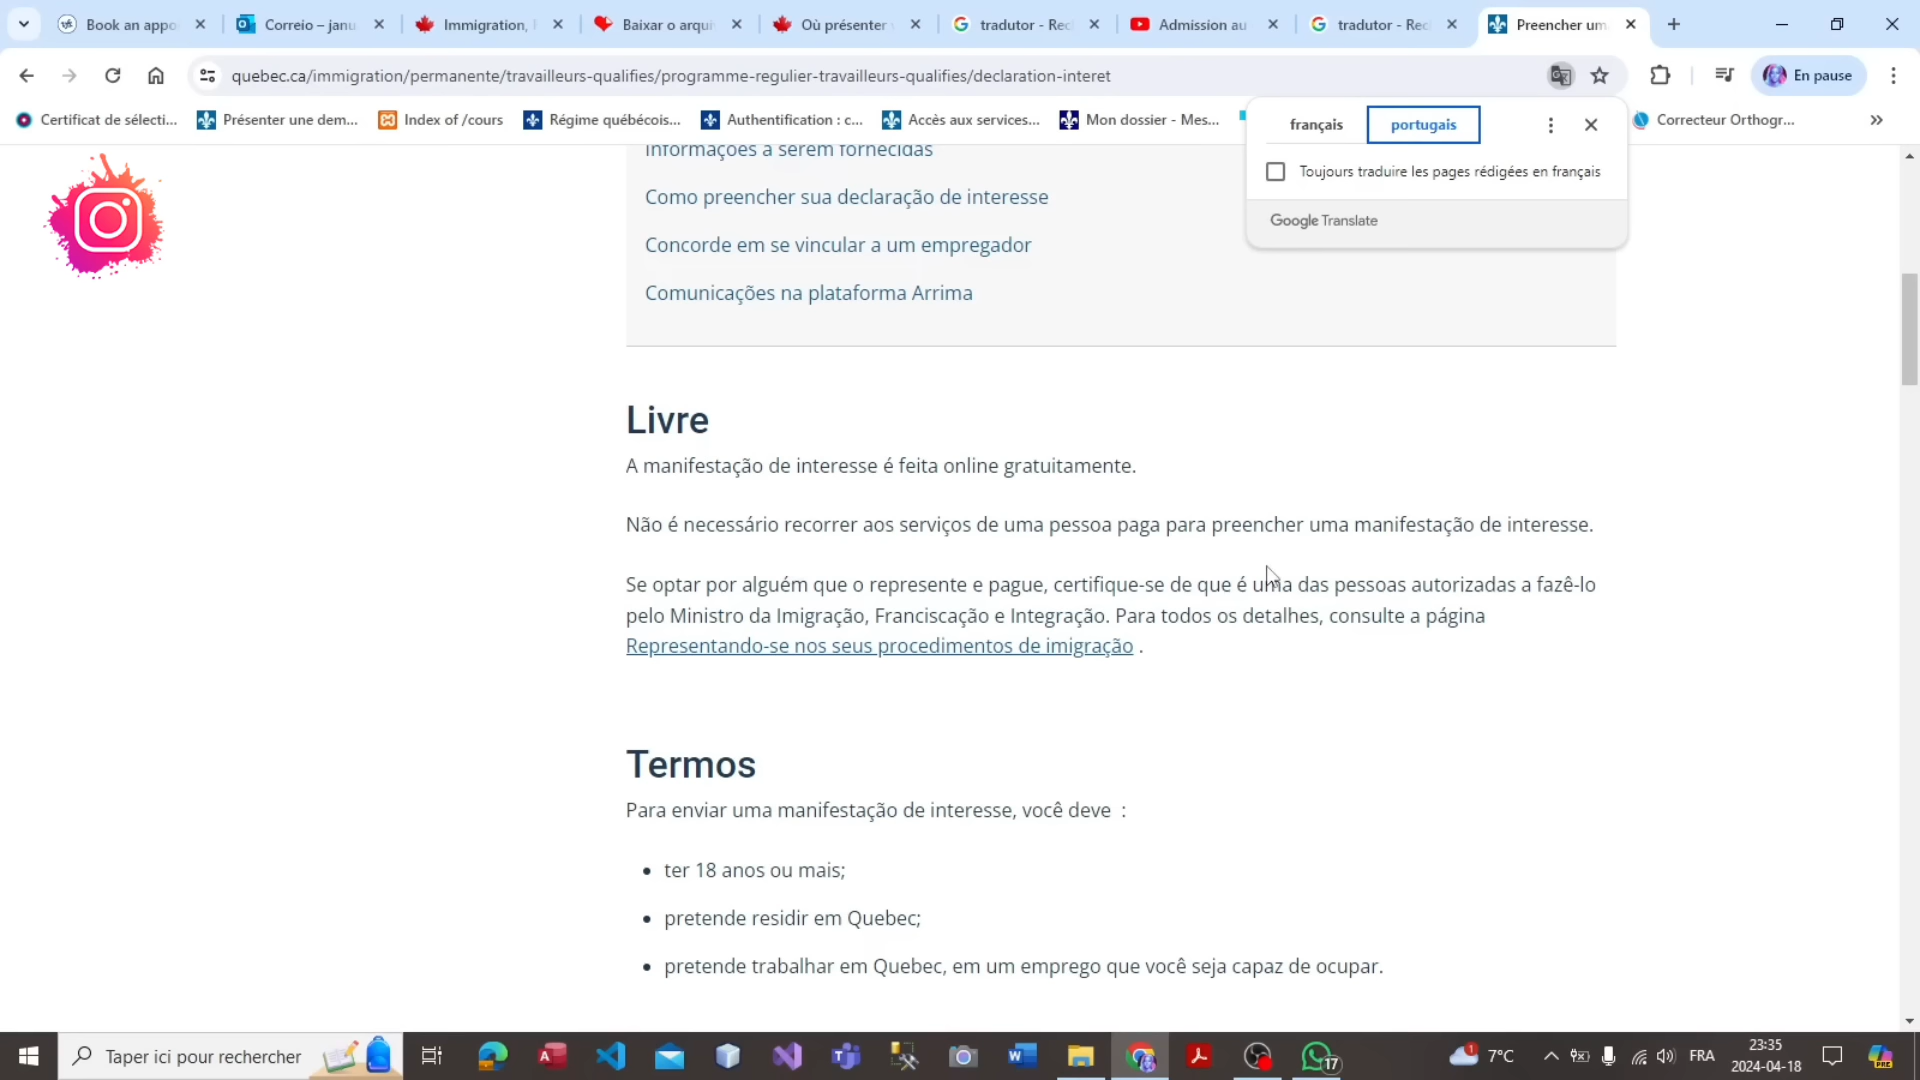 Book an appo
Correio – janu
Immigration,
Baixar o arqui
Où présenter
tradutor - Rec
Admission au
tradutor - Rec
Preencher um
quebec.ca/immigration/permanente/travailleurs-qualifies/programme-regulier-travailleurs-qualifies/declaration-interet
En pause
Certificat de sélecti...
Présenter une dem...
Index of /cours
Régime québécois...
Authentification : c...
Accès aux services...
Mon dossier - Mes...
Correcteur Orthogr...
»
français
portugais
Toujours traduire les pages rédigées en français
Google Translate
Informações a serem fornecidas
Como preencher sua declaração de interesse
Concorde em se vincular a um empregador
Comunicações na plataforma Arrima
Livre
A manifestação de interesse é feita online gratuitamente.
Não é necessário recorrer aos serviços de uma pessoa paga para preencher uma manifestação de interesse.
Se optar por alguém que o represente e pague, certifique-se de que é uma das pessoas autorizadas a fazê-lo
pelo Ministro da Imigração, Franciscação e Integração. Para todos os detalhes, consulte a página
Representando-se nos seus procedimentos de imigração .
Termos
Para enviar uma manifestação de interesse, você deve :
• ter 18 anos ou mais;
• pretende residir em Quebec;
• pretende trabalhar em Quebec, em um emprego que você seja capaz de ocupar.
Taper ici pour rechercher
17
1
7°C
FRA
23:35
2024-04-18